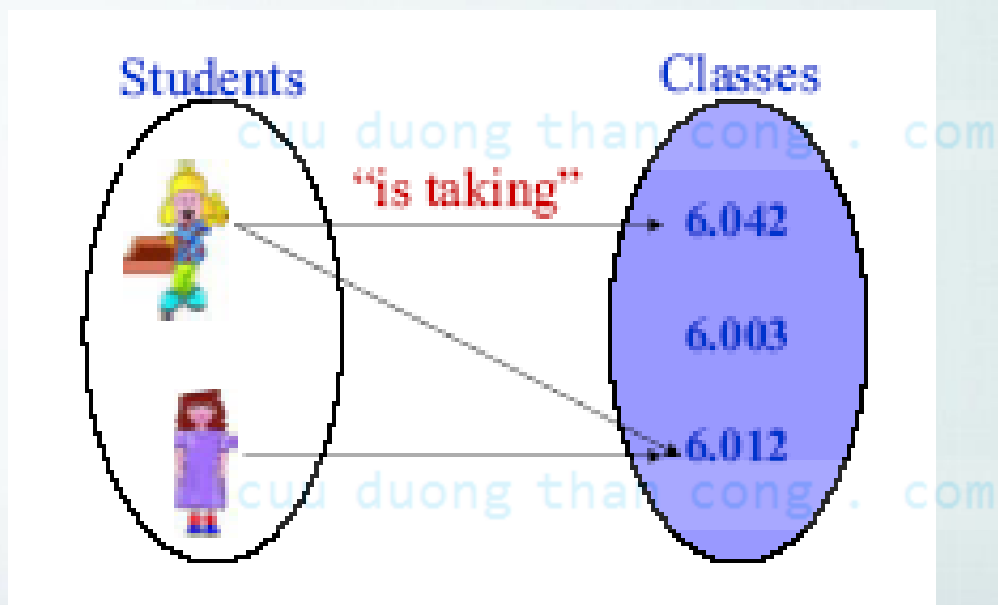 Students
Classes
cuu duong than cong . com
“is taking”
6.042
6.003
6.012
cuu duong than cong . com